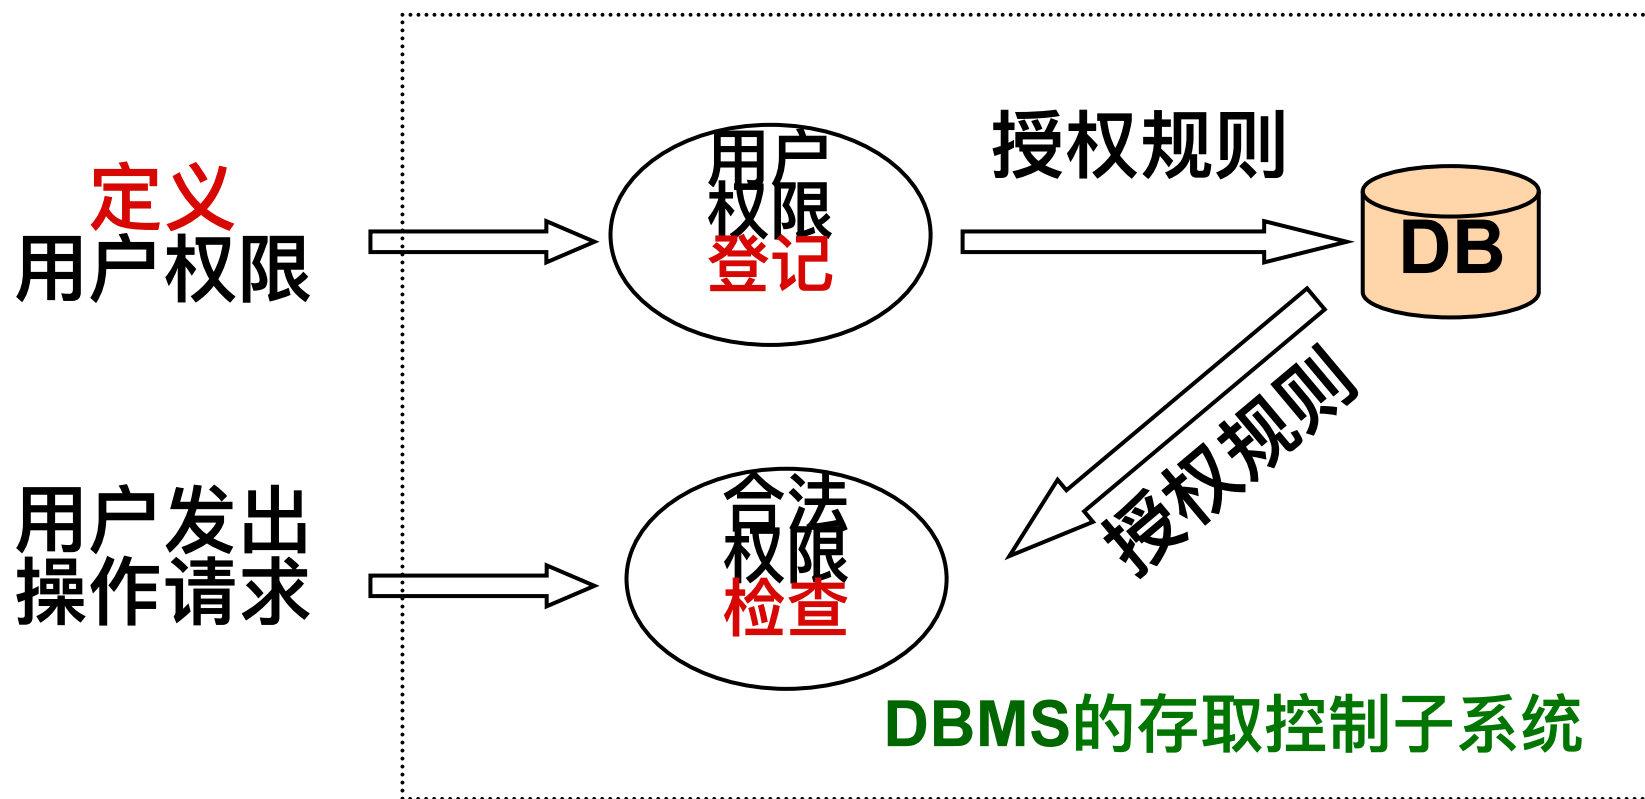 定义
用户权限
用户
权限
登记
授权规则
DB
授权规则
用户发出
操作请求
合法
权限
检查
DBMS的存取控制子系统